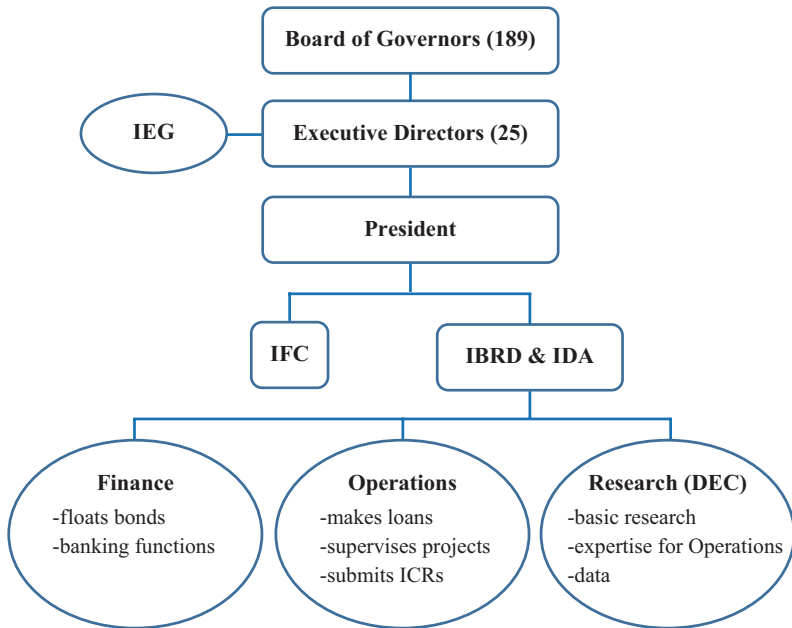 Board of Governors (189)
IEG
Executive Directors (25)
President
IFC
IBRD & IDA
Finance
-floats bonds
-banking functions
Operations
-makes loans
-supervises projects
-submits ICRs
Research (DEC)
-basic research
-expertise for Operations
-data